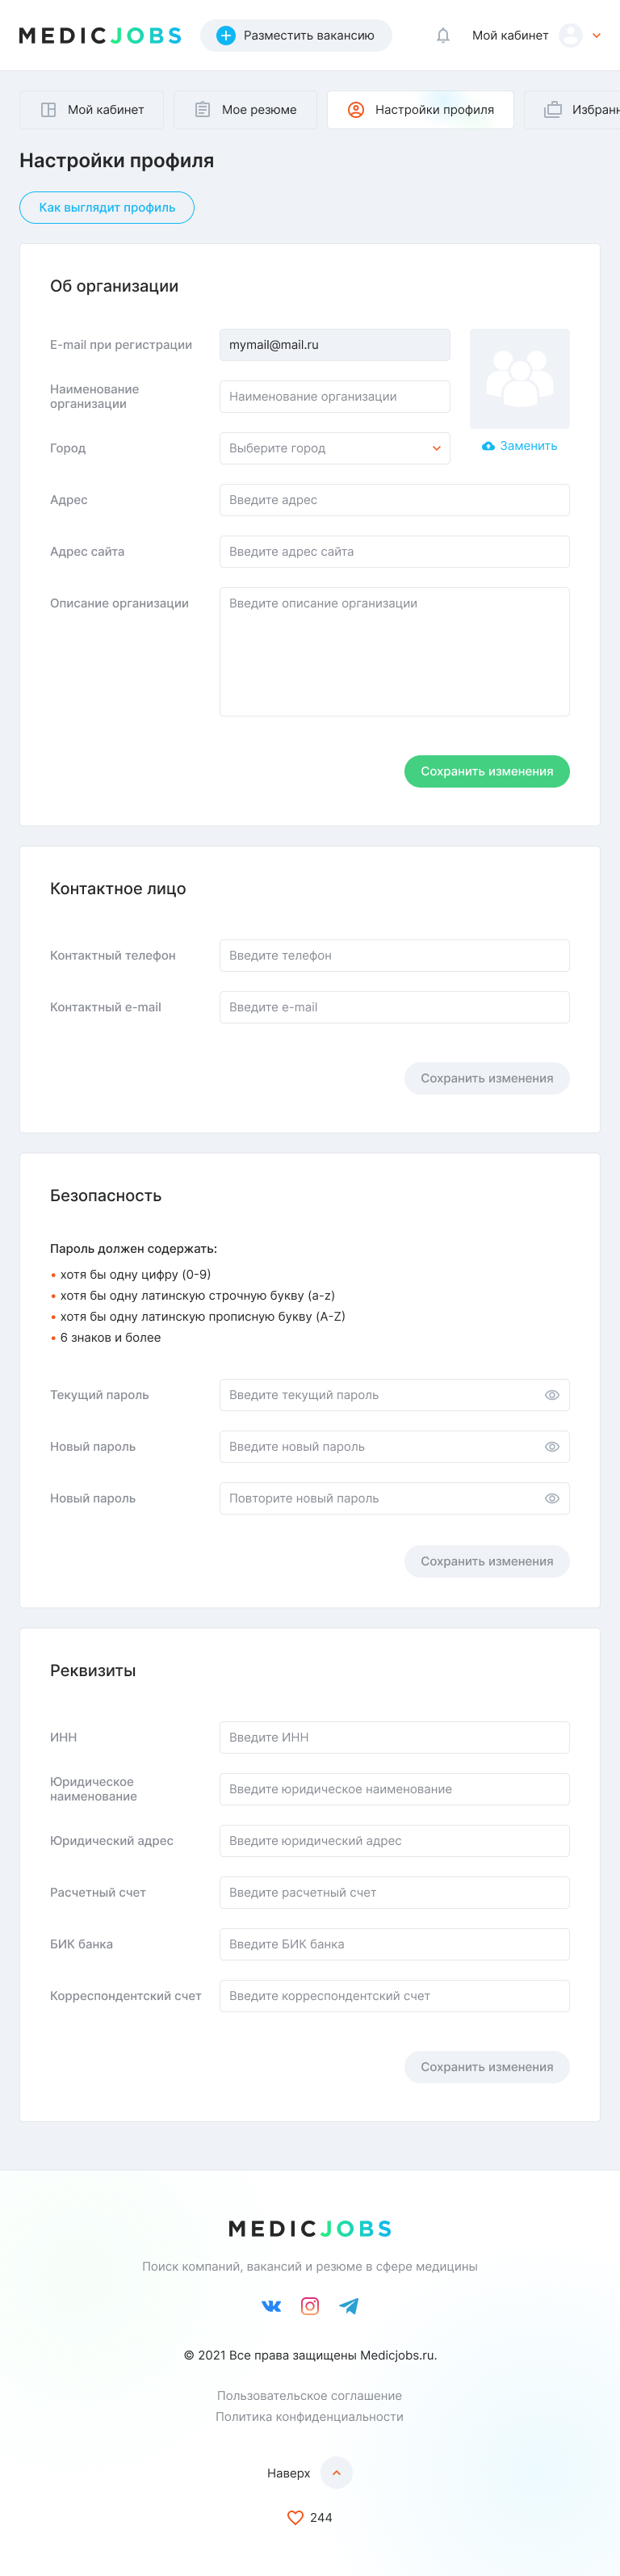 MEDICJOBS
Разместить вакансию
Мой кабинет
Мой кабинет
Мое резюме
Настройки профиля
Избранн
Настройки профиля
Как выглядит профиль
Об организации
E-mail при регистрации
mymail@mail.ru
Наименование
организации
Наименование организации
Город
Выберите город
Заменить
Адрес
Введите адрес
Адрес сайта
Введите адрес сайта
Описание организации
Введите описание организации
Сохранить изменения
Контактное лицо
Контактный телефон
Введите телефон
Контактный e-mail
Введите e-mail
Сохранить изменения
Безопасность
Пароль должен содержать:
• хотя бы одну цифру (0-9)
• хотя бы одну латинскую строчную букву (a-z)
• хотя бы одну латинскую прописную букву (A-Z)
• 6 знаков и более
Текущий пароль
Введите текущий пароль
Новый пароль
Введите новый пароль
Новый пароль
Повторите новый пароль
Сохранить изменения
Реквизиты
ИНН
Введите ИНН
Юридическое
наименование
Введите юридическое наименование
Юридический адрес
Введите юридический адрес
Расчетный счет
Введите расчетный счет
БИК банка
Введите БИК банка
Корреспондентский счет
Введите корреспондентский счет
Сохранить изменения
MEDICJOBS
Поиск компаний, вакансий и резюме в сфере медицины
© 2021 Все права защищены Medicjobs.ru.
Пользовательское соглашение
Политика конфиденциальности
Наверх
244